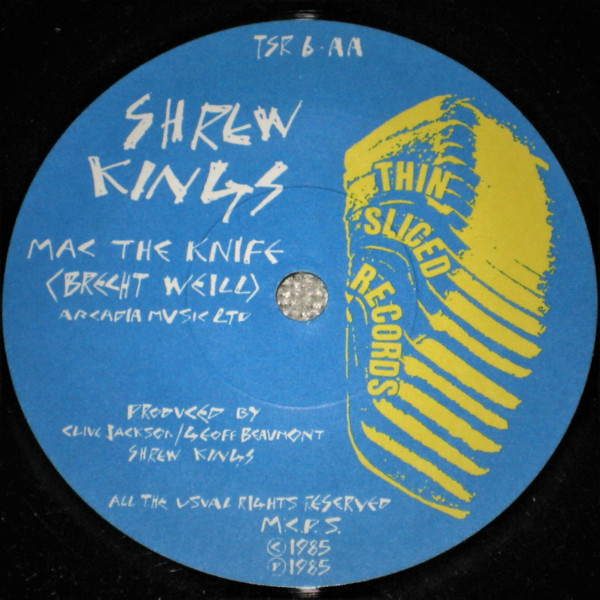 TSR 6·AA
SHREW
KINGS
MAC THE KNIFE
(BRECHT WEILL)
ARCADIA MUSIC LTD
THIN
SLICED
RECORDS
PRODUCED BY
CLIVE JACKSON/GEOFF BEAUMONT
SHREW KINGS
ALL THE USUAL RIGHTS RESERVED
M.C.P.S.
© 1985
℗ 1985